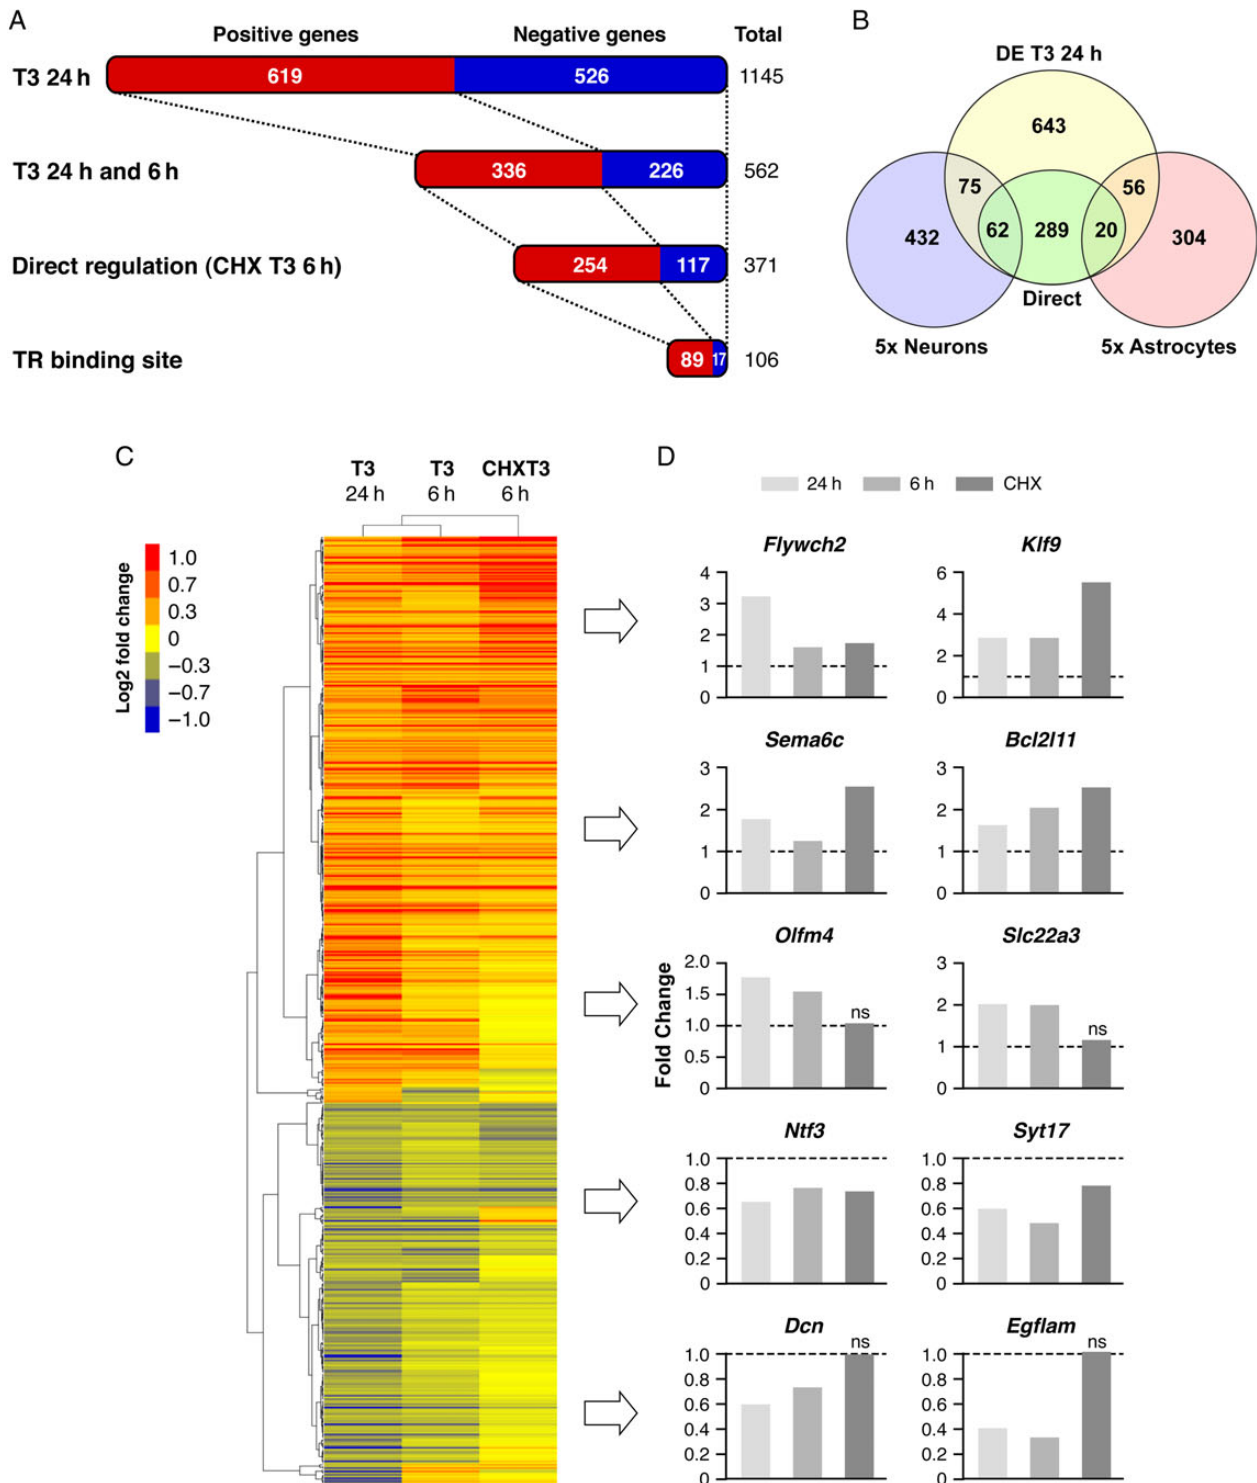 A
Positive genes Negative genes Total
T3 24 h 619 526 1145
T3 24 h and 6 h 336 226 562
Direct regulation (CHX T3 6 h) 254 117 371
TR binding site 89 17 106
B
DE T3 24 h
643
75 56
432 62 289 20 304
Direct
5x Neurons 5x Astrocytes
C
T3 T3 CHXT3
24 h 6 h 6 h
Log2 fold change
1.0
0.7
0.3
0
−0.3
−0.7
−1.0
D
24 h 6 h CHX
Fold Change
Flywch2
4
3
2
1
0
Klf9
6
4
2
0
Sema6c
3
2
1
0
Bcl2l11
3
2
1
0
Olfm4
2.0
1.5
1.0
0.5
0
ns
Slc22a3
3
2
1
0
ns
Ntf3
1.0
0.8
0.6
0.4
0.2
0
Syt17
1.0
0.8
0.6
0.4
0.2
0
Dcn
1.0
0.8
0.6
0.4
0.2
0
ns
Egflam
1.0
0.8
0.6
0.4
0.2
0
ns